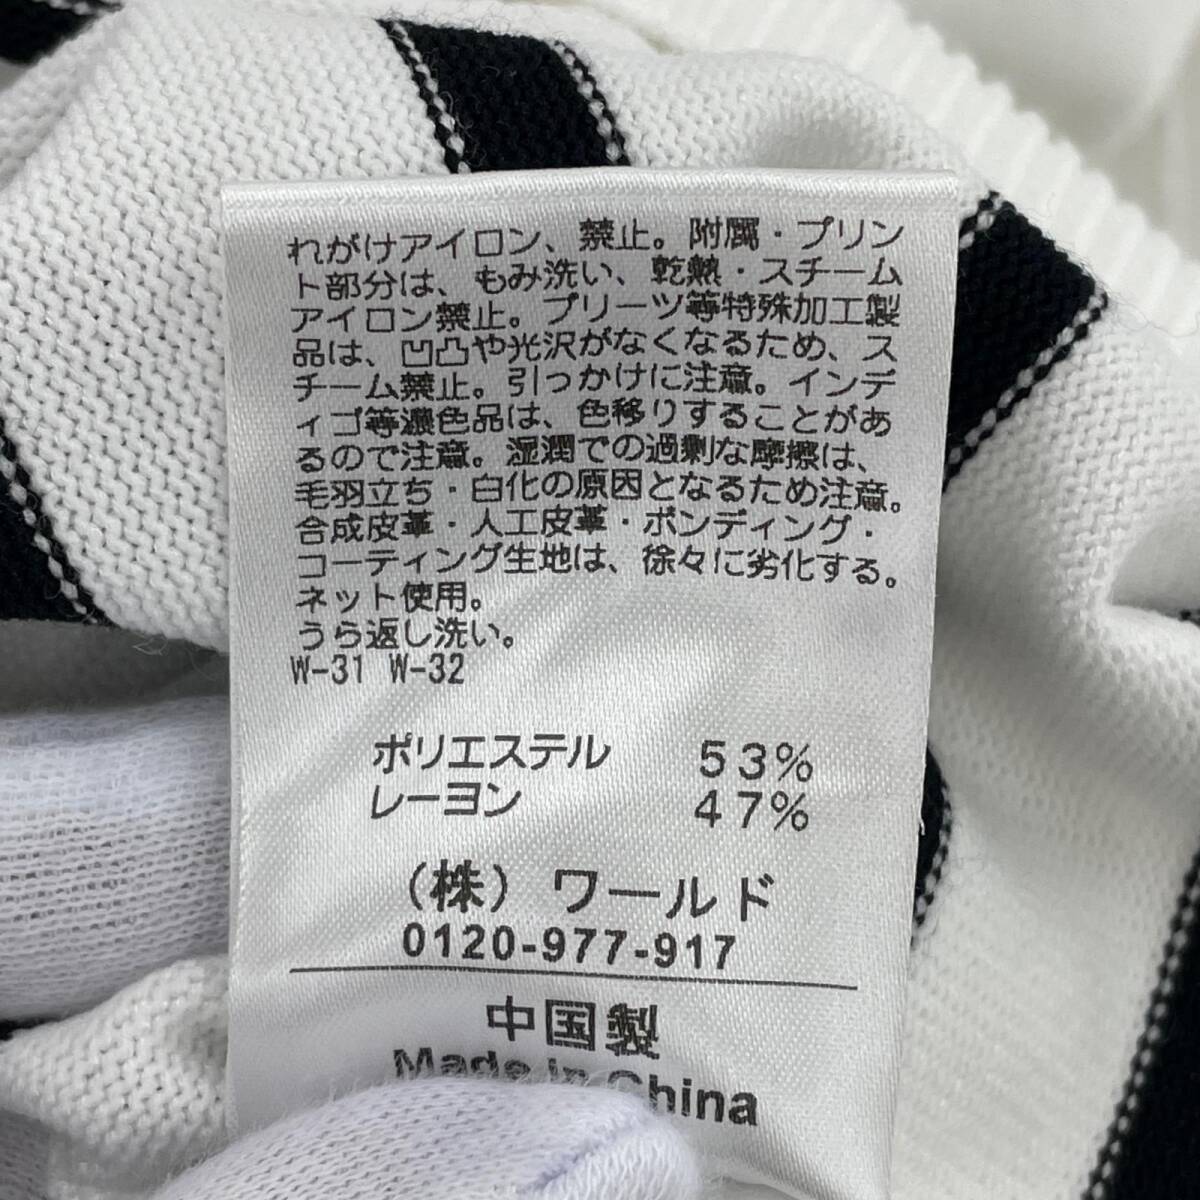 れがけアイロン、禁止。附属・プリン
ト部分は、もみ洗い、乾熱・スチーム
アイロン禁止。プリーツ等特殊加工製
品は、凹凸や光沢がなくなるため、ス
チーム禁止。引っかけに注意。インデ
ィゴ等濃色品は、色移りすることがあ
るので注意。湿潤での過剰な摩擦は、
毛羽立ち・白化の原因となるため注意。
合成皮革・人工皮革・ボンディング・
コーティング生地は、徐々に劣化する。
ネット使用。
うら返し洗い。
W-31 W-32
ポリエステル 53%
レーヨン 47%
(株) ワールド
0120-977-917
中国製
Made in China